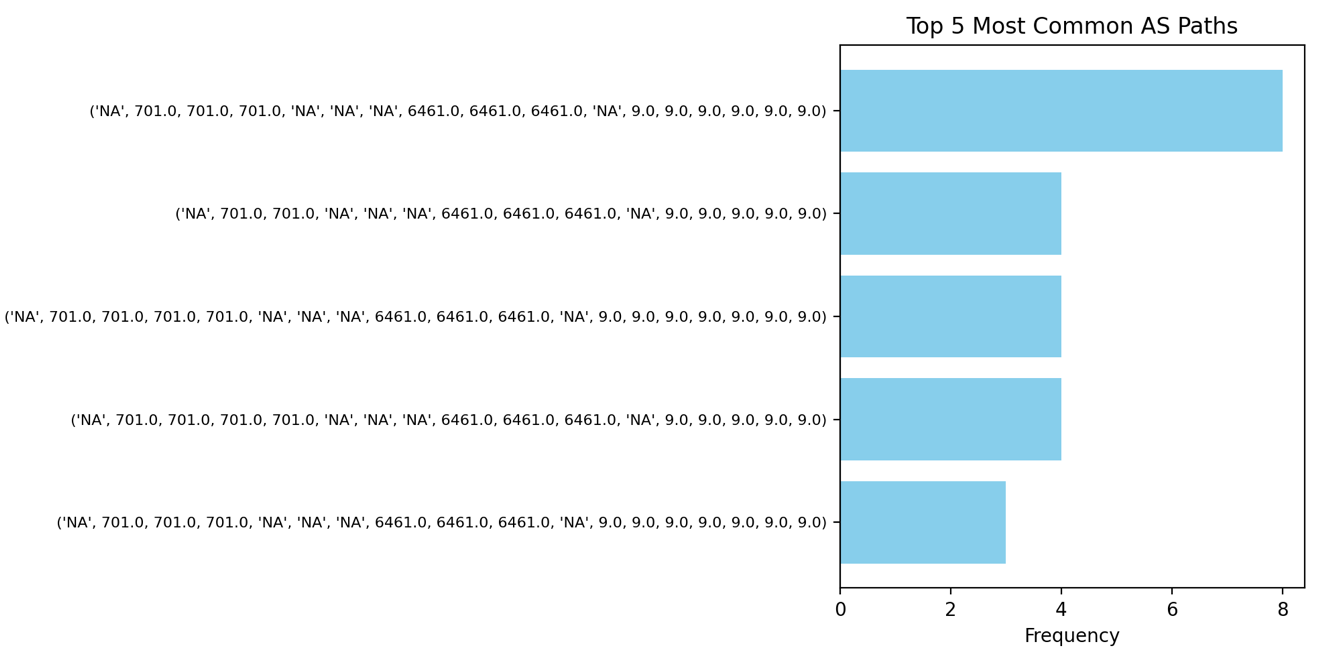 Top 5 Most Common AS Paths
('NA', 701.0, 701.0, 701.0, 'NA', 'NA', 'NA', 6461.0, 6461.0, 6461.0, 'NA', 9.0, 9.0, 9.0, 9.0, 9.0, 9.0)
('NA', 701.0, 701.0, 'NA', 'NA', 'NA', 6461.0, 6461.0, 6461.0, 'NA', 9.0, 9.0, 9.0, 9.0, 9.0)
('NA', 701.0, 701.0, 701.0, 701.0, 'NA', 'NA', 'NA', 6461.0, 6461.0, 6461.0, 'NA', 9.0, 9.0, 9.0, 9.0, 9.0, 9.0, 9.0)
('NA', 701.0, 701.0, 701.0, 701.0, 'NA', 'NA', 'NA', 6461.0, 6461.0, 6461.0, 'NA', 9.0, 9.0, 9.0, 9.0, 9.0)
('NA', 701.0, 701.0, 701.0, 'NA', 'NA', 'NA', 6461.0, 6461.0, 6461.0, 'NA', 9.0, 9.0, 9.0, 9.0, 9.0, 9.0, 9.0)
0 2 4 6 8
Frequency